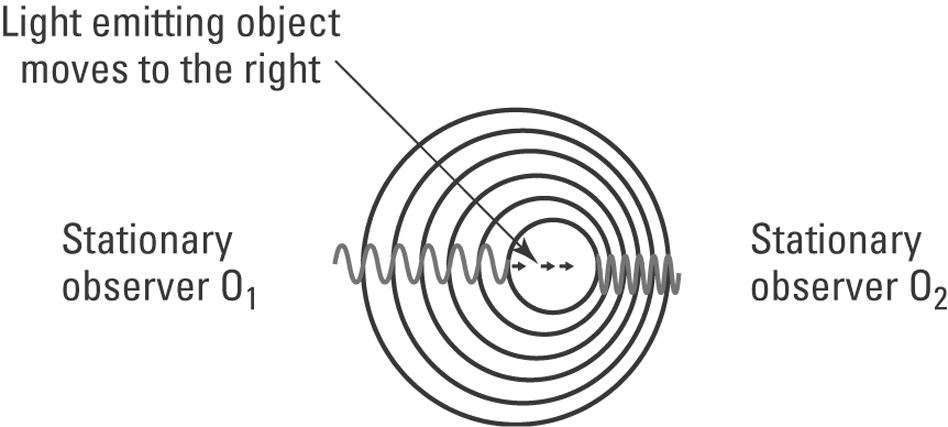 Light emitting object
moves to the right
Stationary
observer O₁
Stationary
observer O₂